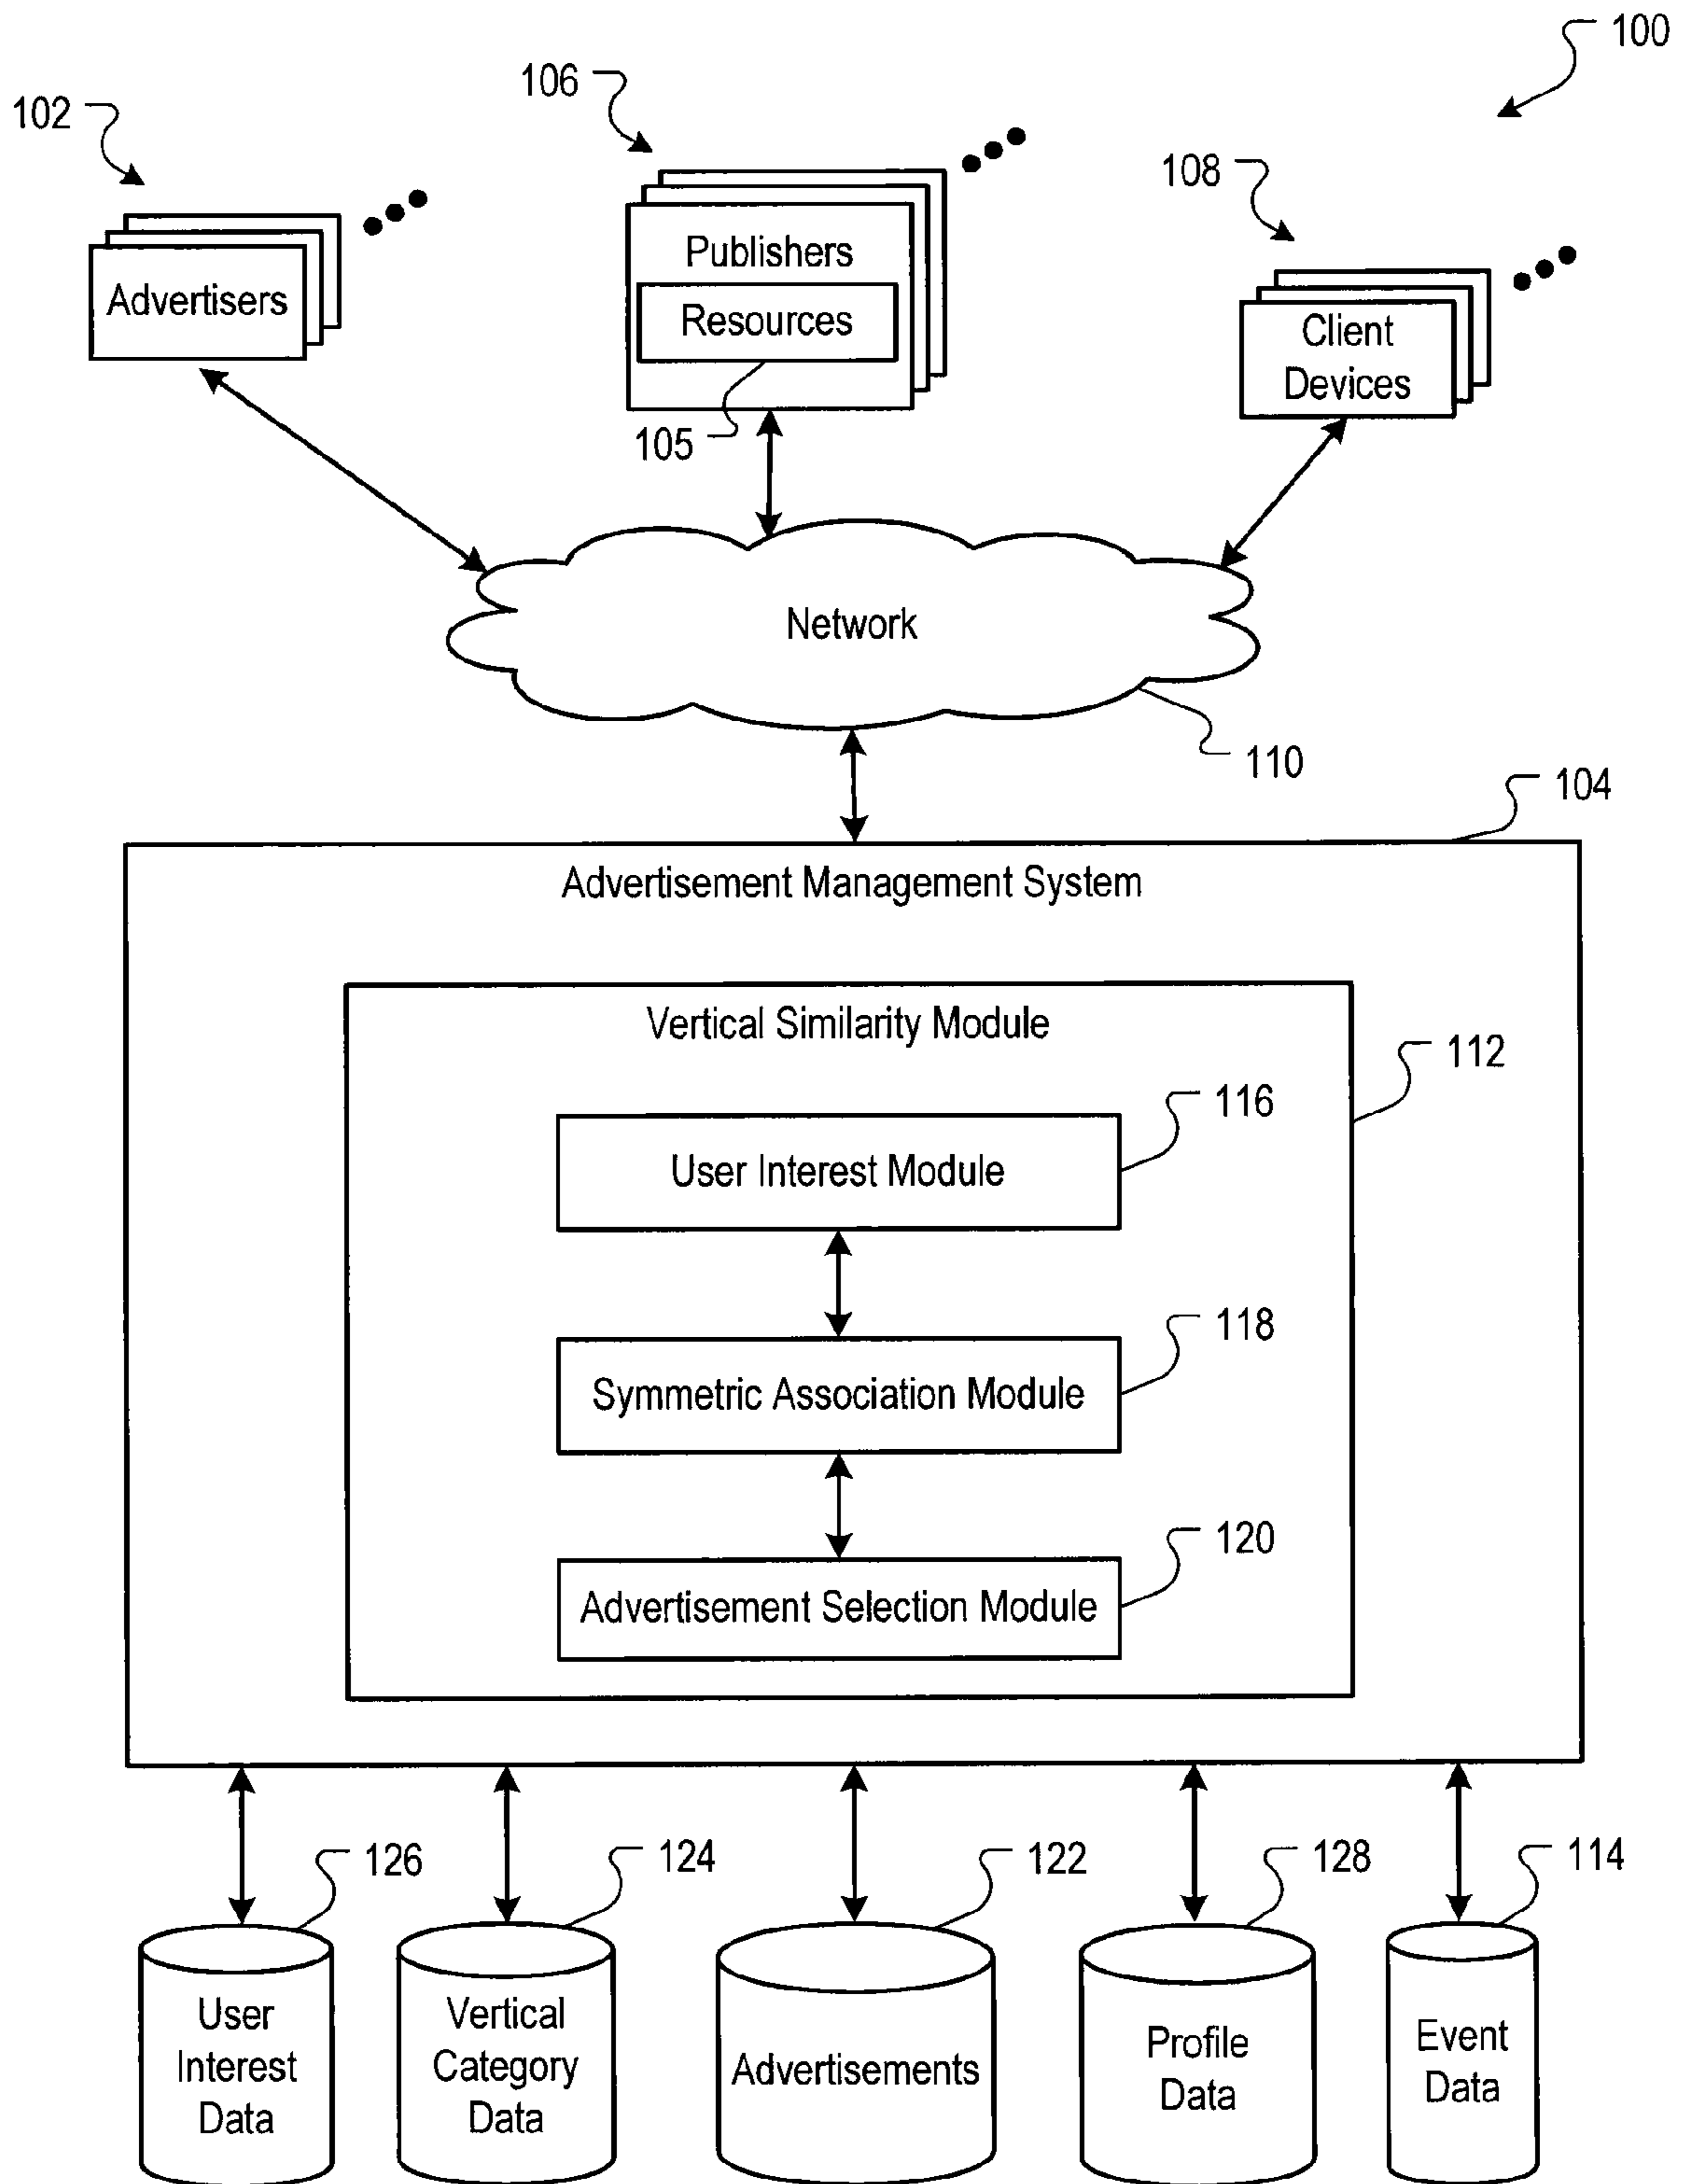 100
106
102
108
Publishers
Advertisers
Resources
Client
Devices
105
Network
110
104
Advertisement Management System
Vertical Similarity Module
112
116
User Interest Module
118
Symmetric Association Module
120
Advertisement Selection Module
126
124
122
128
114
User
Interest
Data
Vertical
Category
Data
Advertisements
Profile
Data
Event
Data